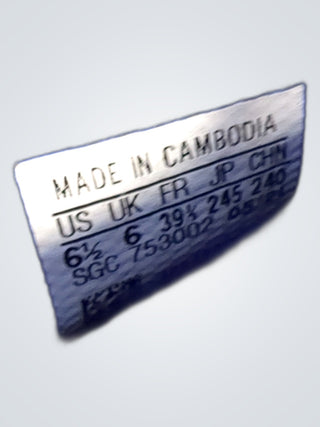 MADE IN CAMBODIA
US UK FR JP CHN
6½ 6 39⅓ 245 240
SGC 753002